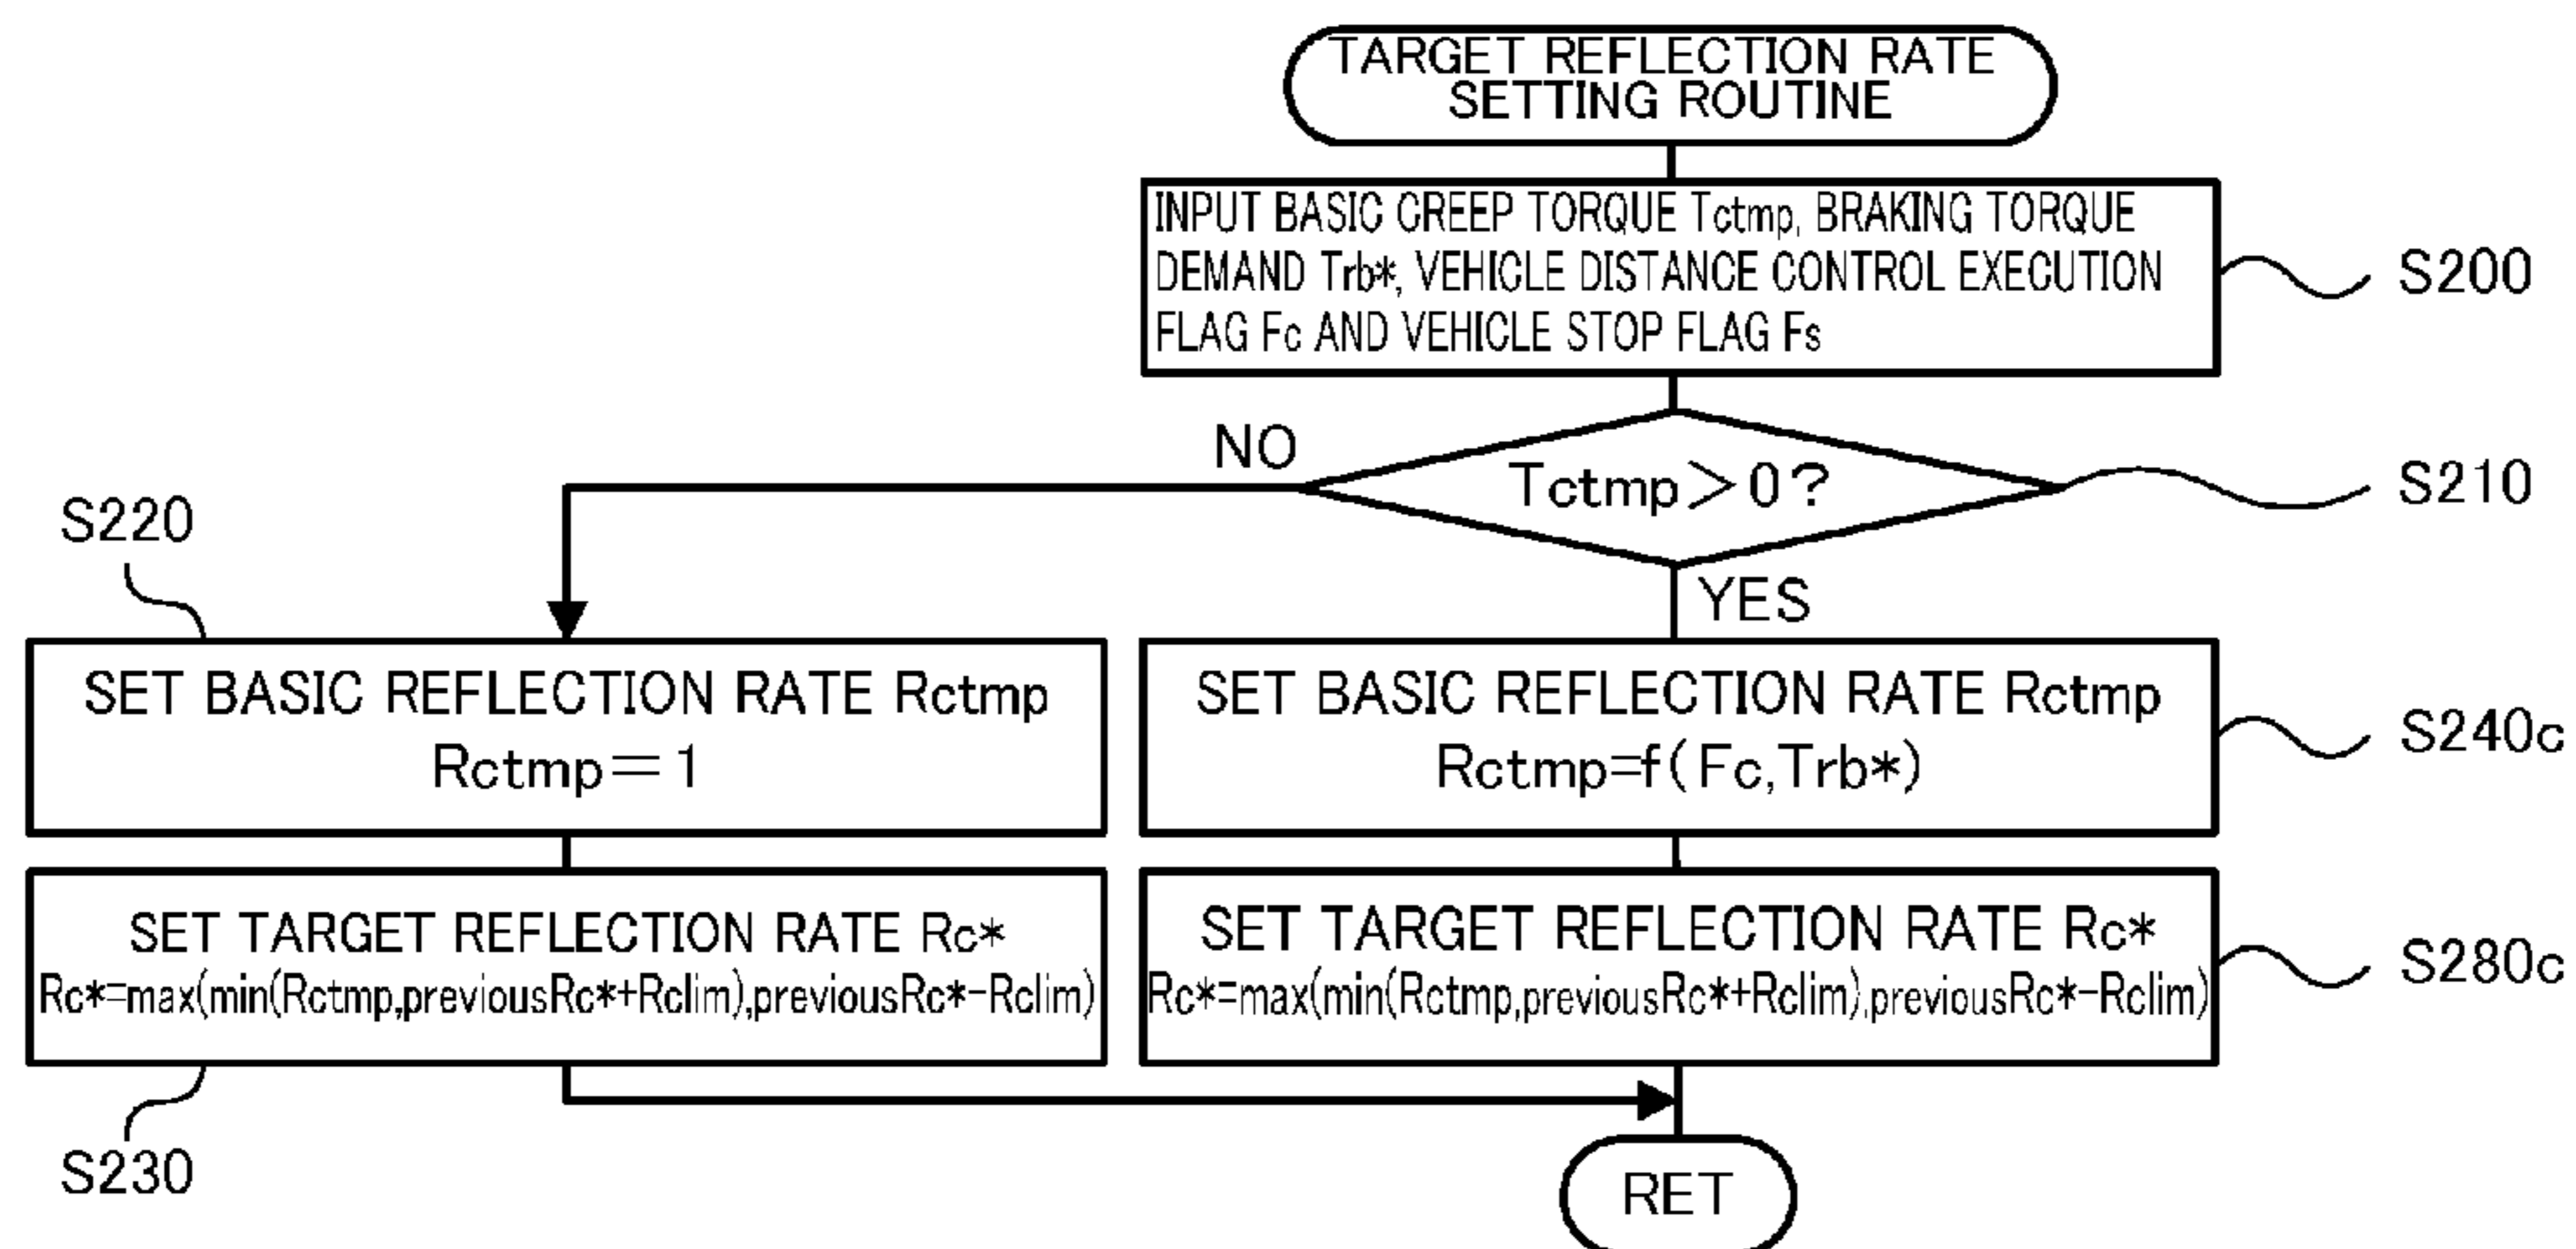 TARGET REFLECTION RATE
SETTING ROUTINE
INPUT BASIC CREEP TORQUE Tctmp, BRAKING TORQUE
DEMAND Trb*, VEHICLE DISTANCE CONTROL EXECUTION
FLAG Fc AND VEHICLE STOP FLAG Fs
S200
NO
Tctmp>0?
S210
YES
S220
SET BASIC REFLECTION RATE Rctmp
Rctmp=1
SET BASIC REFLECTION RATE Rctmp
Rctmp=f(Fc,Trb*)
S240c
SET TARGET REFLECTION RATE Rc*
Rc*=max(min(Rctmp,previousRc*+Rclim),previousRc*-Rclim)
S230
SET TARGET REFLECTION RATE Rc*
Rc*=max(min(Rctmp,previousRc*+Rclim),previousRc*-Rclim)
S280c
RET